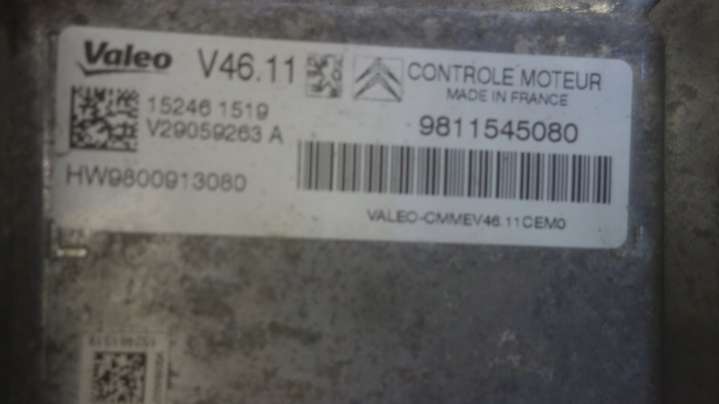 Valeo V46.11
CONTROLE MOTEUR
MADE IN FRANCE
15246 1519
V29059263 A
9811545080
HW9800913080
VALEO-CMMEV46.11CEM0